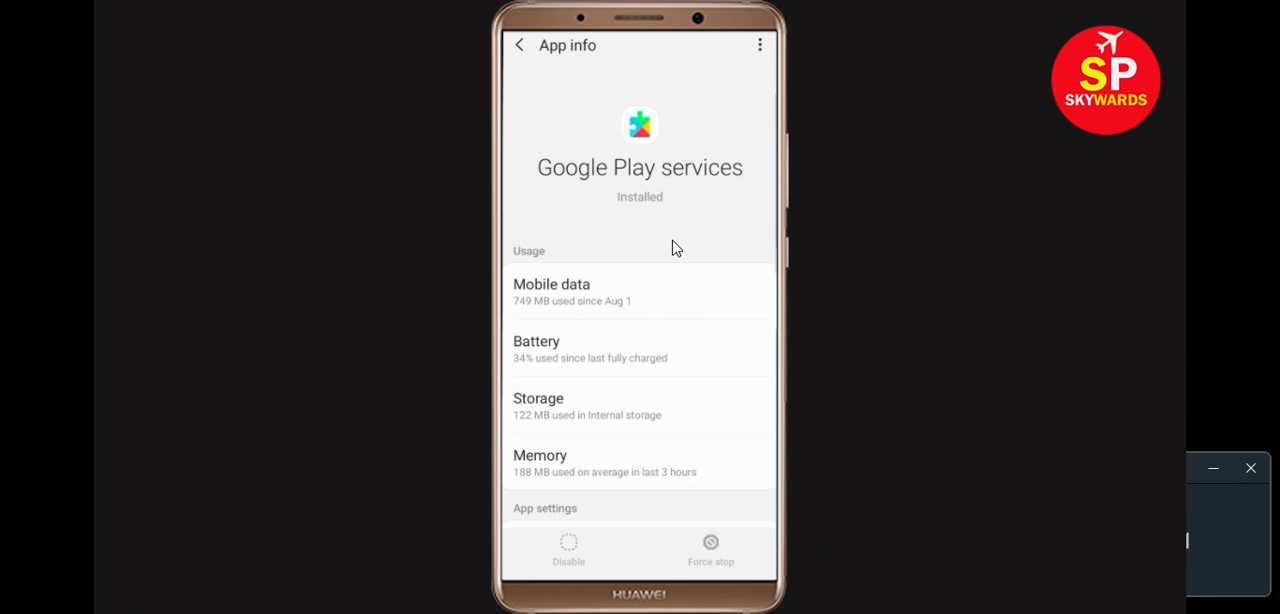 App info
SP
SKYWARDS
Google Play services
Installed
Usage
Mobile data
749 MB used since Aug 1
Battery
34% used since last fully charged
Storage
122 MB used in Internal storage
Memory
188 MB used on average in last 3 hours
App settings
Disable
Force stop
HUAWEI